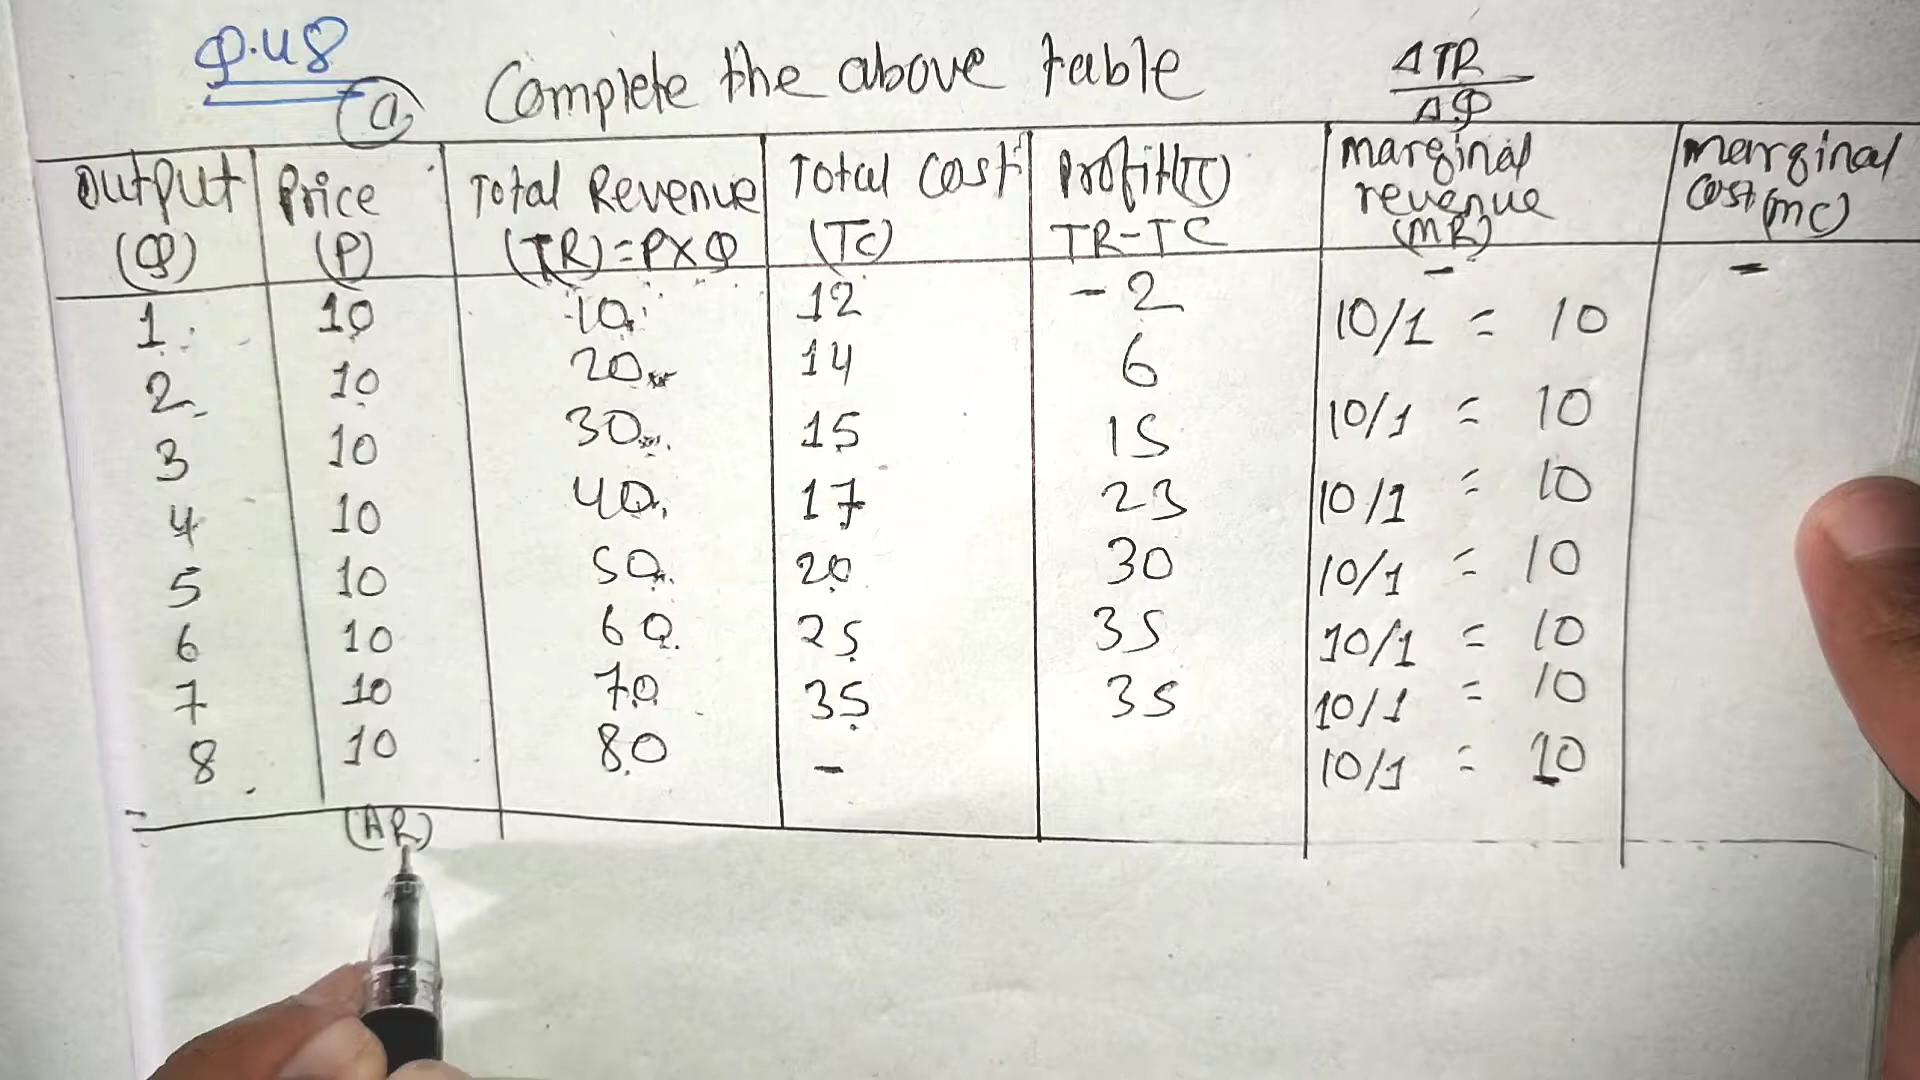 Q.48
(a) Complete the above table
ΔTR
ΔQ
Output (Q) | Price (P) | Total Revenue (TR)=P×Q | Total Cost (TC) | Profit(π) TR-TC | marginal revenue (MR) | marginal cost (mc)
- | -
1 | 10 | 10 | 12 | -2 | 10/1 = 10
2 | 10 | 20 | 14 | 6 | 10/1 = 10
3 | 10 | 30 | 15 | 15 | 10/1 = 10
4 | 10 | 40 | 17 | 23 | 10/1 = 10
5 | 10 | 50 | 20 | 30 | 10/1 = 10
6 | 10 | 60 | 25 | 35 | 10/1 = 10
7 | 10 | 70 | 35 | 35 | 10/1 = 10
8 | 10 | 80 | -
(AR)